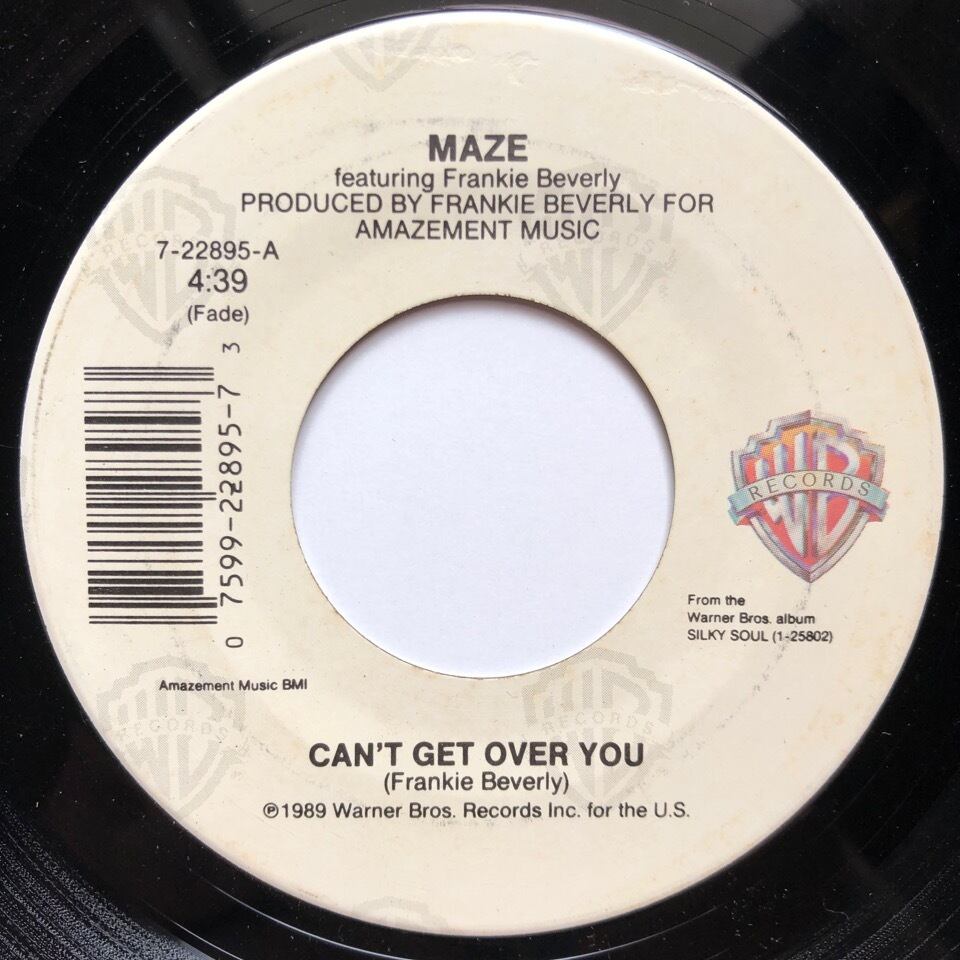 MAZE
featuring Frankie Beverly
PRODUCED BY FRANKIE BEVERLY FOR
AMAZEMENT MUSIC
7-22895-A
4:39
(Fade)
0 7599-22895-7 3
WB
RECORDS
From the
Warner Bros. album
SILKY SOUL (1-25802)
Amazement Music BMI
CAN'T GET OVER YOU
(Frankie Beverly)
℗1989 Warner Bros. Records Inc. for the U.S.